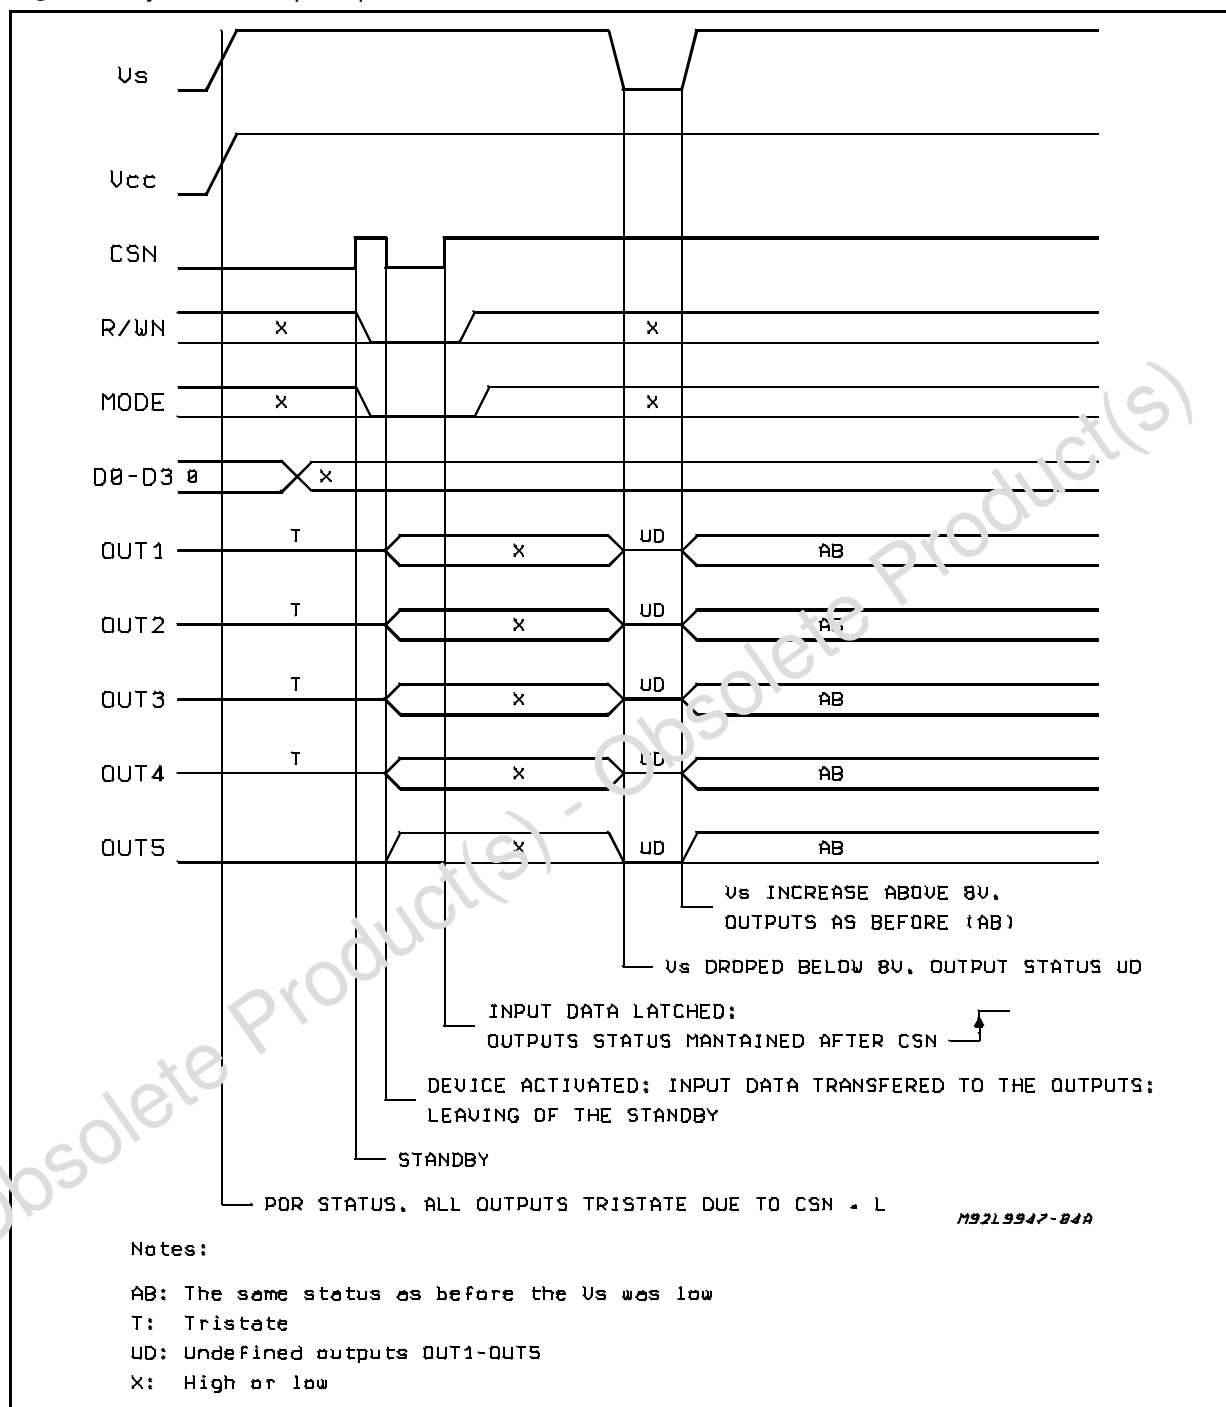 Vs
Vcc
CSN
R/WN X X
MODE X X
D0-D3 0 X
T UD
OUT1 X AB
T UD
OUT2 X AB
T UD
OUT3 X AB
T UD
OUT4 X AB
OUT5 X UD AB
Vs INCREASE ABOVE 8V.
OUTPUTS AS BEFORE (AB)
Vs DROPED BELOW 8V. OUTPUT STATUS UD
INPUT DATA LATCHED;
OUTPUTS STATUS MANTAINED AFTER CSN
DEVICE ACTIVATED; INPUT DATA TRANSFERED TO THE OUTPUTS;
LEAVING OF THE STANDBY
STANDBY
POR STATUS. ALL OUTPUTS TRISTATE DUE TO CSN = L
M92L9947-04A
Notes:
AB: The same status as before the Vs was low
T: Tristate
UD: Undefined outputs OUT1-OUT5
X: High or low
Obsolete Product(s) - Obsolete Product(s)